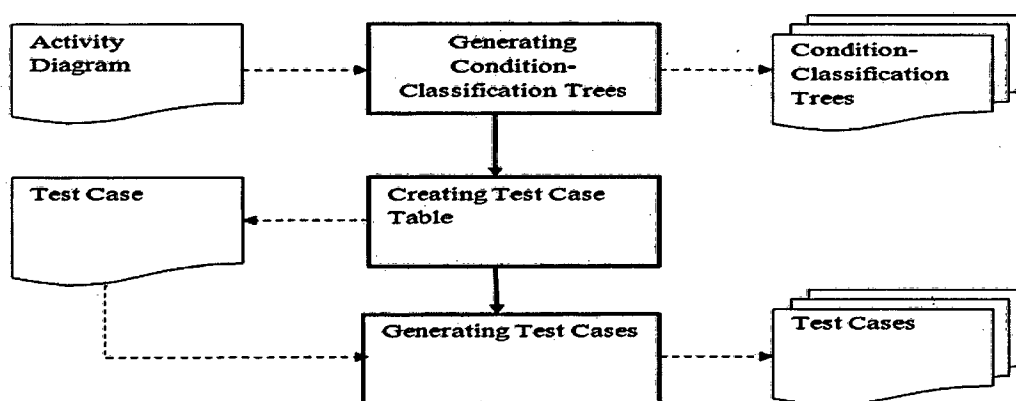 Activity
Diagram
Generating
Condition-
Classification Trees
Condition-
Classification
Trees
Test Case
Creating Test Case
Table
Generating Test Cases
Test Cases